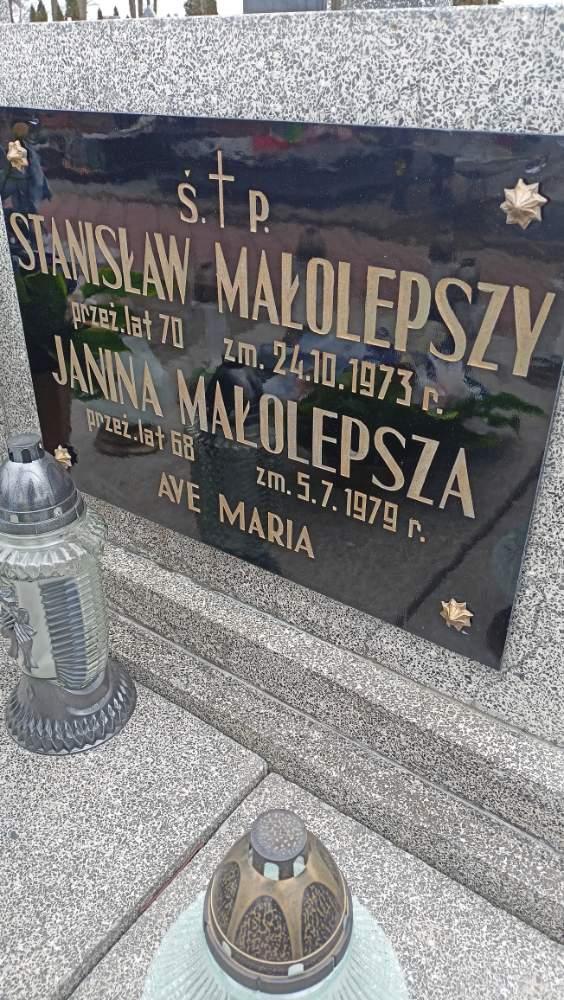 Ś. P.
STANISŁAW MAŁOLEPSZY
przeż. lat 70 zm. 24.10.1973 r.
JANINA MAŁOLEPSZA
przeż. lat 68 zm. 5.7.1979 r.
AVE MARIA